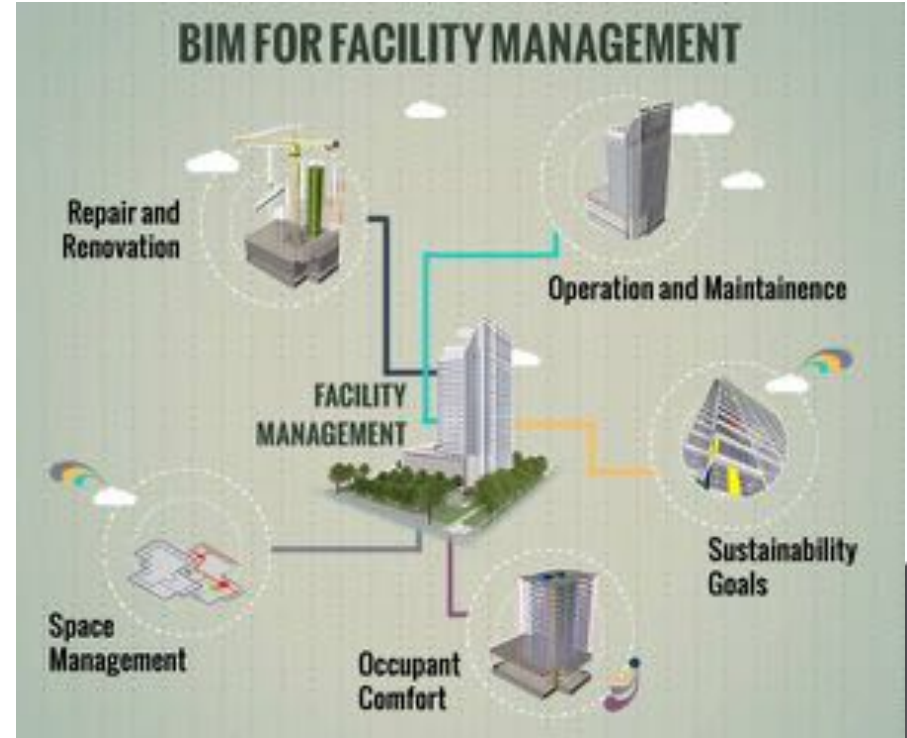 BIM FOR FACILITY MANAGEMENT
Repair and
Renovation
Operation and Maintainence
FACILITY
MANAGEMENT
Sustainability
Goals
Space
Management
Occupant
Comfort